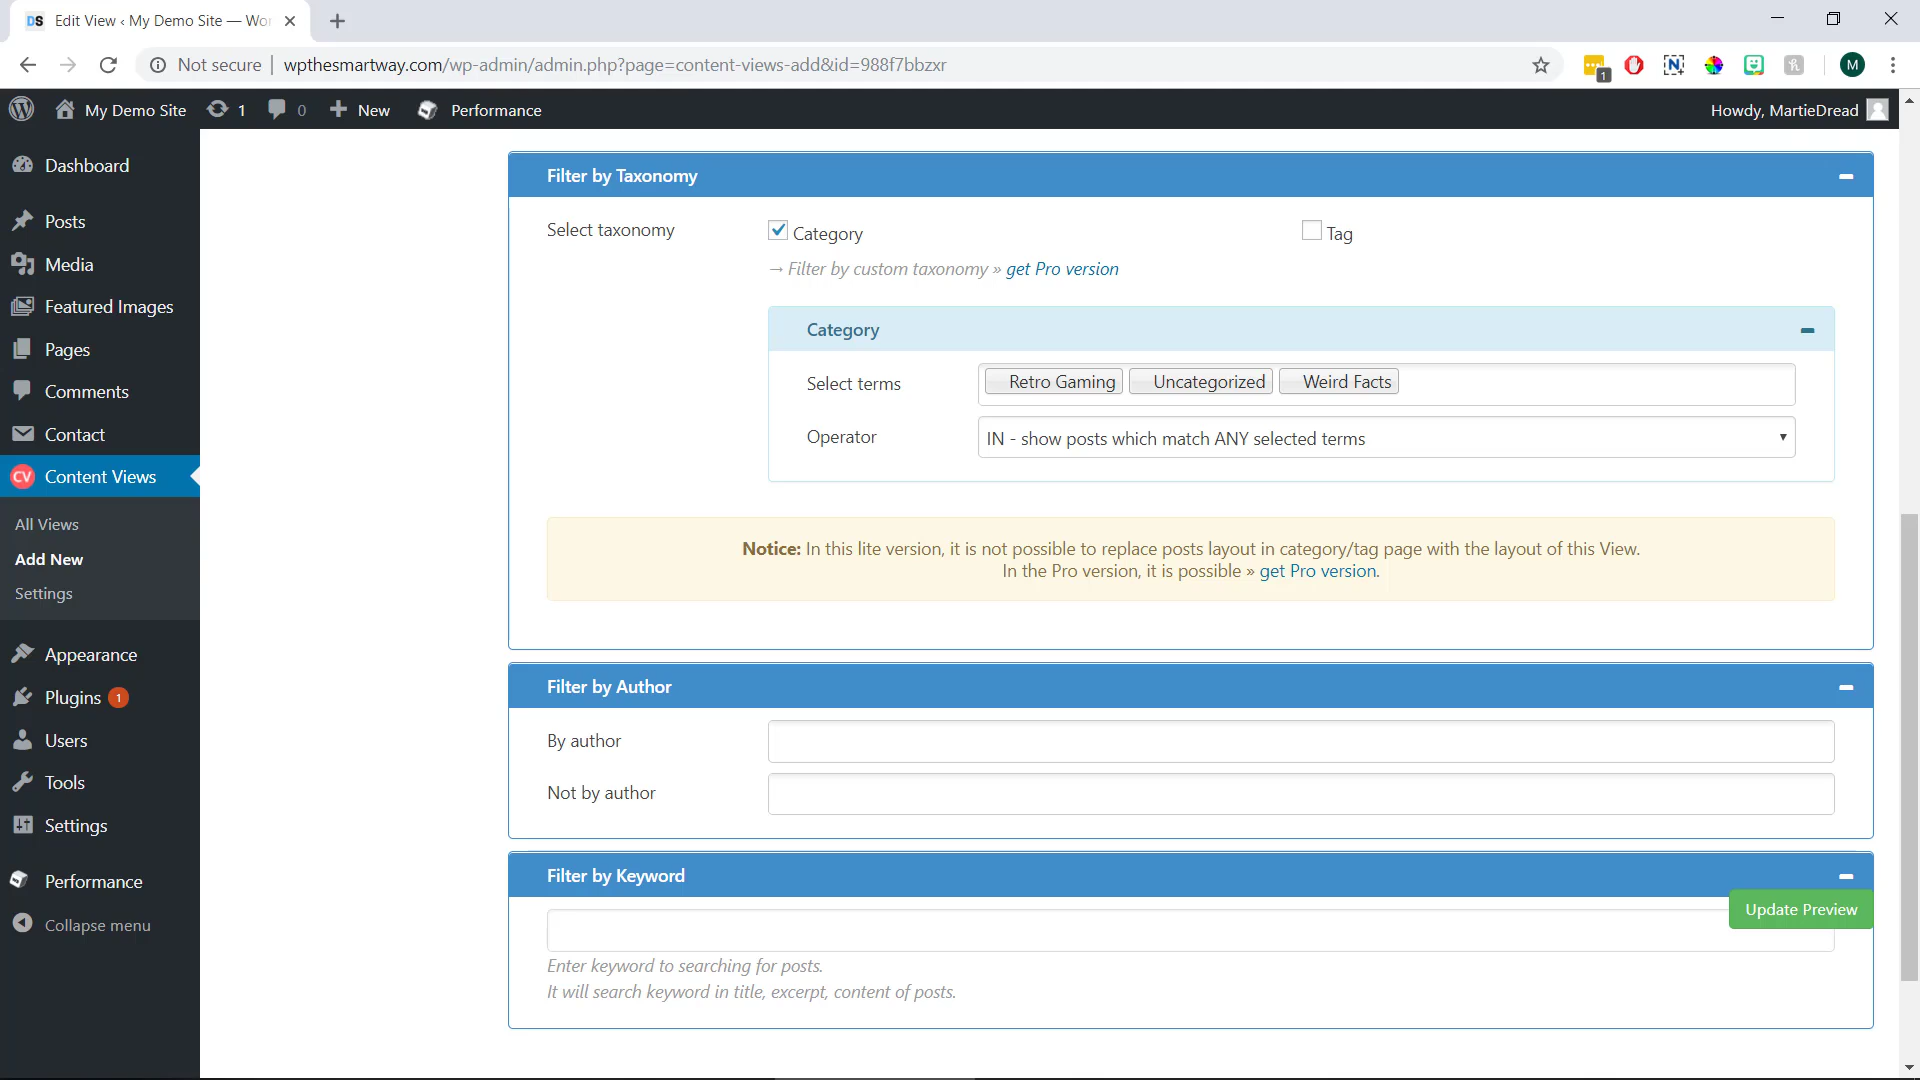 DS Edit View ‹ My Demo Site — Wor
Not secure | wpthesmartway.com/wp-admin/admin.php?page=content-views-add&id=988f7bbzxr
1
M
My Demo Site 1 0 New Performance Howdy, MartieDread
Dashboard
Posts
Media
Featured Images
Pages
Comments
Contact
CV Content Views
All Views
Add New
Settings
Appearance
Plugins 1
Users
Tools
Settings
Performance
Collapse menu
Filter by Taxonomy
Select taxonomy Category Tag
→ Filter by custom taxonomy » get Pro version
Category
Select terms Retro Gaming Uncategorized Weird Facts
Operator IN - show posts which match ANY selected terms
Notice: In this lite version, it is not possible to replace posts layout in category/tag page with the layout of this View.
In the Pro version, it is possible » get Pro version.
Filter by Author
By author
Not by author
Filter by Keyword
Update Preview
Enter keyword to searching for posts.
It will search keyword in title, excerpt, content of posts.